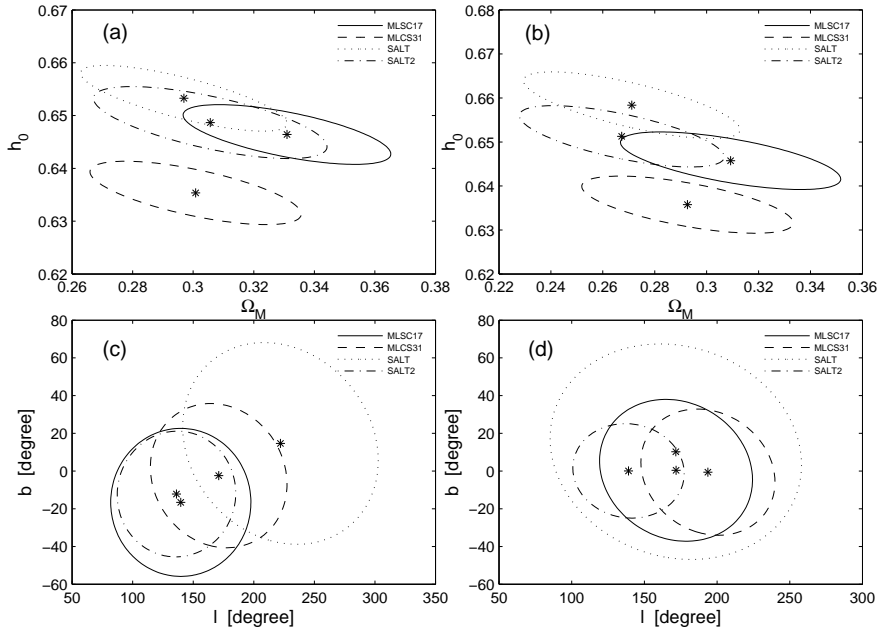 (a)
MLSC17
MLCS31
SALT
SALT2
0.66
0.65
0.64
0.63
0.62
h0
0.26 0.28 0.3 0.32 0.34 0.36 0.38
ΩM
(b)
MLSC17
MLCS31
SALT
SALT2
0.68
0.67
0.66
0.65
0.64
0.63
0.62
h0
0.22 0.24 0.26 0.28 0.3 0.32 0.34 0.36
ΩM
(c)
MLSC17
MLCS31
SALT
SALT2
80
60
40
20
0
−20
−40
−60
b [degree]
50 100 150 200 250 300 350
l [degree]
(d)
MLSC17
MLCS31
SALT
SALT2
80
60
40
20
0
−20
−40
−60
b [degree]
50 100 150 200 250 300
l [degree]